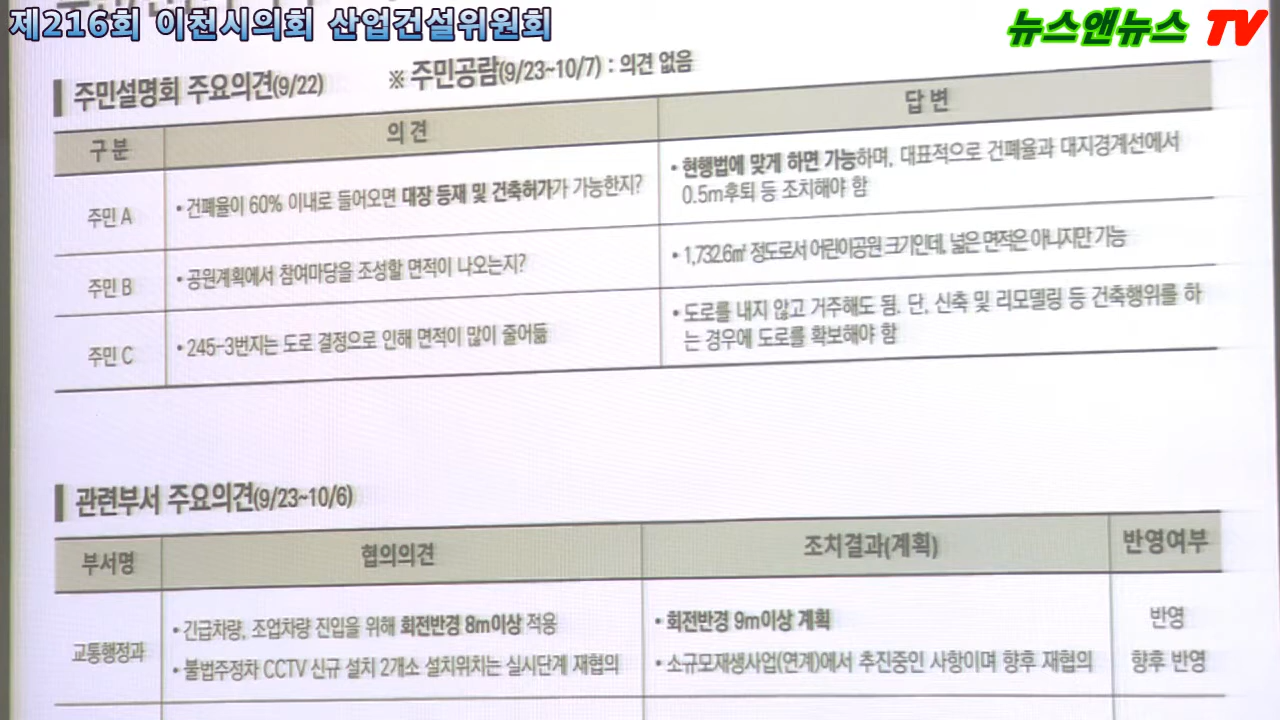 제216회 이천시의회 산업건설위원회
뉴스앤뉴스 TV
주민설명회 주요의견(9/22) ※ 주민공람(9/23~10/7) : 의견 없음
구 분 의 견 답 변
주민 A
• 건폐율이 60% 이내로 들어오면 대장 등재 및 건축허가가 가능한지?
• 현행법에 맞게 하면 가능하며, 대표적으로 건폐율과 대지경계선에서
0.5m후퇴 등 조치해야 함
주민 B
• 공원계획에서 참여마당을 조성할 면적이 나오는지?
• 1,732.6㎡ 정도로서 어린이공원 크기인데, 넓은 면적은 아니지만 가능
주민 C
• 245-3번지는 도로 결정으로 인해 면적이 많이 줄어듦
• 도로를 내지 않고 거주해도 됨. 단, 신축 및 리모델링 등 건축행위를 하
는 경우에 도로를 확보해야 함
관련부서 주요의견(9/23~10/6)
부서명 협의의견 조치결과(계획) 반영여부
교통행정과
• 긴급차량, 조업차량 진입을 위해 회전반경 8m이상 적용
• 회전반경 9m이상 계획
반영
• 불법주정차 CCTV 신규 설치 2개소 설치위치는 실시단계 재협의
• 소규모재생사업(연계)에서 추진중인 사항이며 향후 재협의
향후 반영